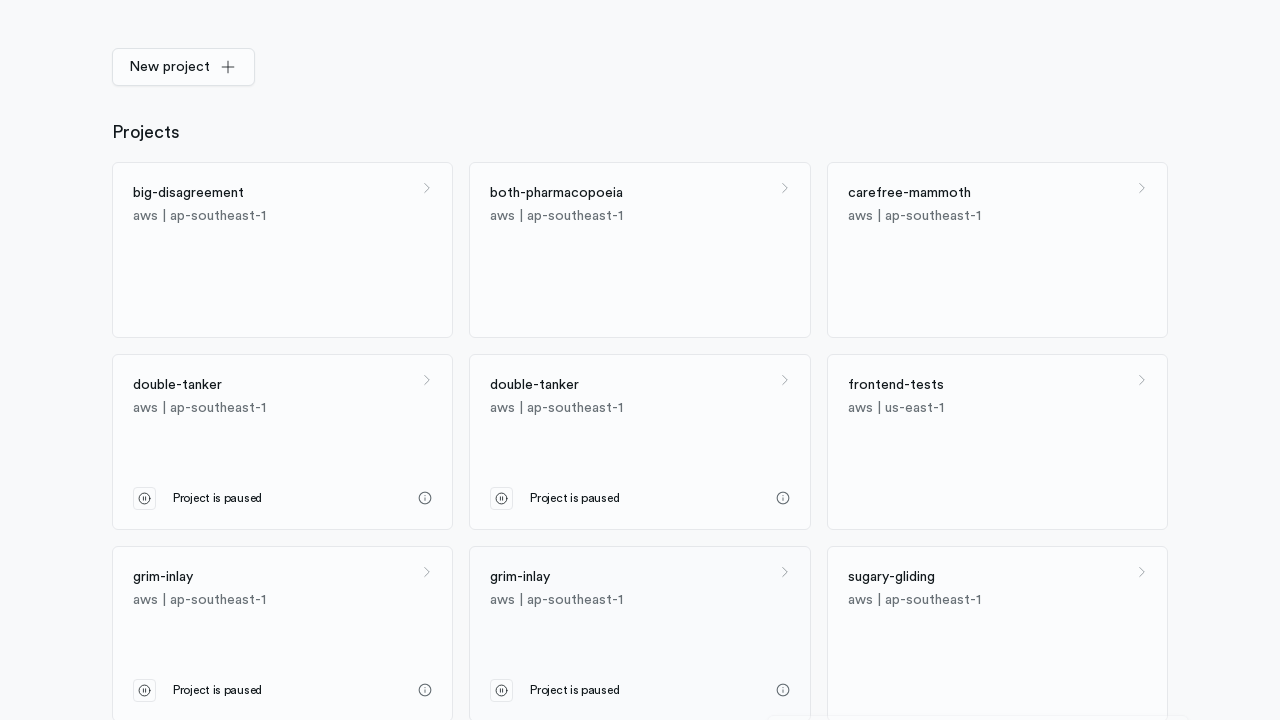 New project
Projects
big-disagreement
aws | ap-southeast-1
both-pharmacopoeia
aws | ap-southeast-1
carefree-mammoth
aws | ap-southeast-1
double-tanker
aws | ap-southeast-1
Project is paused
double-tanker
aws | ap-southeast-1
Project is paused
frontend-tests
aws | us-east-1
grim-inlay
aws | ap-southeast-1
Project is paused
grim-inlay
aws | ap-southeast-1
Project is paused
sugary-gliding
aws | ap-southeast-1